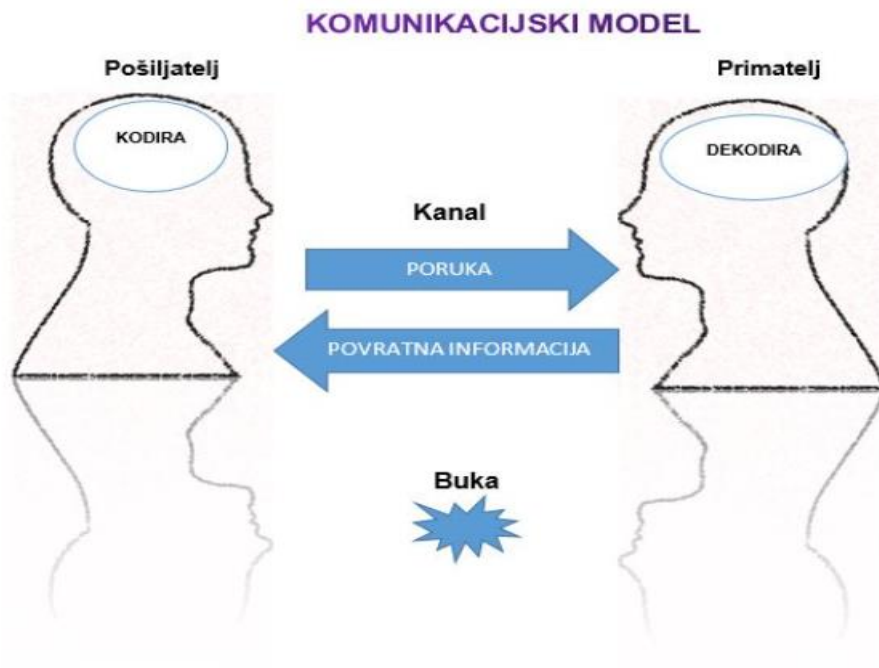 KOMUNIKACIJSKI MODEL
Pošiljatelj
Primatelj
KODIRA
DEKODIRA
Kanal
PORUKA
POVRATNA INFORMACIJA
Buka